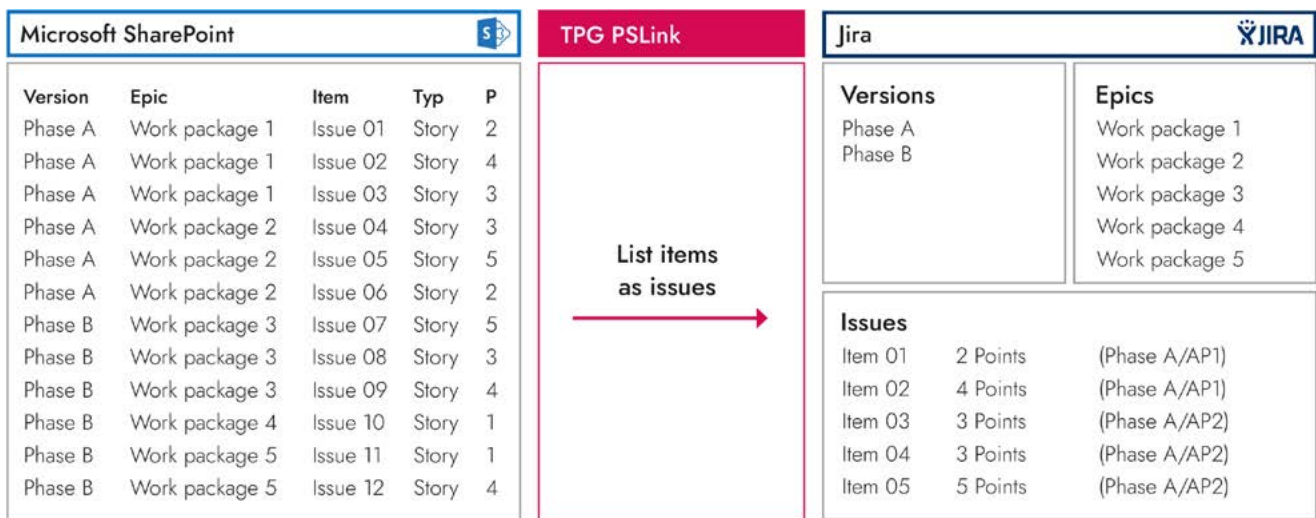 Microsoft SharePoint
S
Version Epic Item Typ P
Phase A Work package 1 Issue 01 Story 2
Phase A Work package 1 Issue 02 Story 4
Phase A Work package 1 Issue 03 Story 3
Phase A Work package 2 Issue 04 Story 3
Phase A Work package 2 Issue 05 Story 5
Phase A Work package 2 Issue 06 Story 2
Phase B Work package 3 Issue 07 Story 5
Phase B Work package 3 Issue 08 Story 3
Phase B Work package 3 Issue 09 Story 4
Phase B Work package 4 Issue 10 Story 1
Phase B Work package 5 Issue 11 Story 1
Phase B Work package 5 Issue 12 Story 4
TPG PSLink
List items
as issues
Jira
JIRA
Versions
Phase A
Phase B
Epics
Work package 1
Work package 2
Work package 3
Work package 4
Work package 5
Issues
Item 01 2 Points (Phase A/AP1)
Item 02 4 Points (Phase A/AP1)
Item 03 3 Points (Phase A/AP2)
Item 04 3 Points (Phase A/AP2)
Item 05 5 Points (Phase A/AP2)